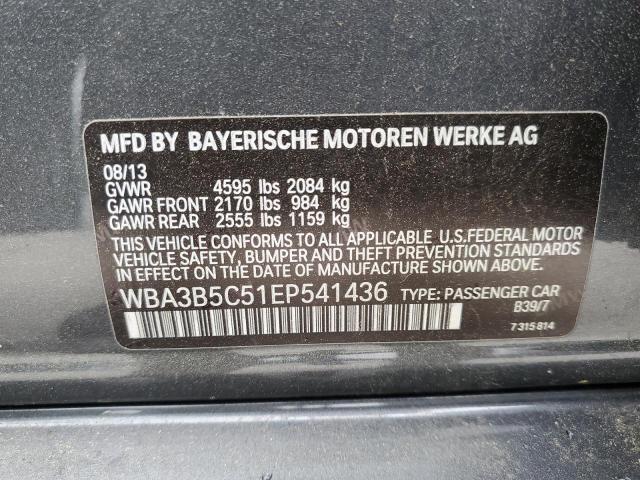 MFD BY BAYERISCHE MOTOREN WERKE AG
08/13
GVWR 4595 lbs 2084 kg
GAWR FRONT 2170 lbs 984 kg
GAWR REAR 2555 lbs 1159 kg
THIS VEHICLE CONFORMS TO ALL APPLICABLE U.S.FEDERAL MOTOR
VEHICLE SAFETY, BUMPER, AND THEFT PREVENTION STANDARDS
IN EFFECT ON THE DATE OF MANUFACTURE SHOWN ABOVE.
WBA3B5C51EP541436 TYPE: PASSENGER CAR
B39/7
7315814